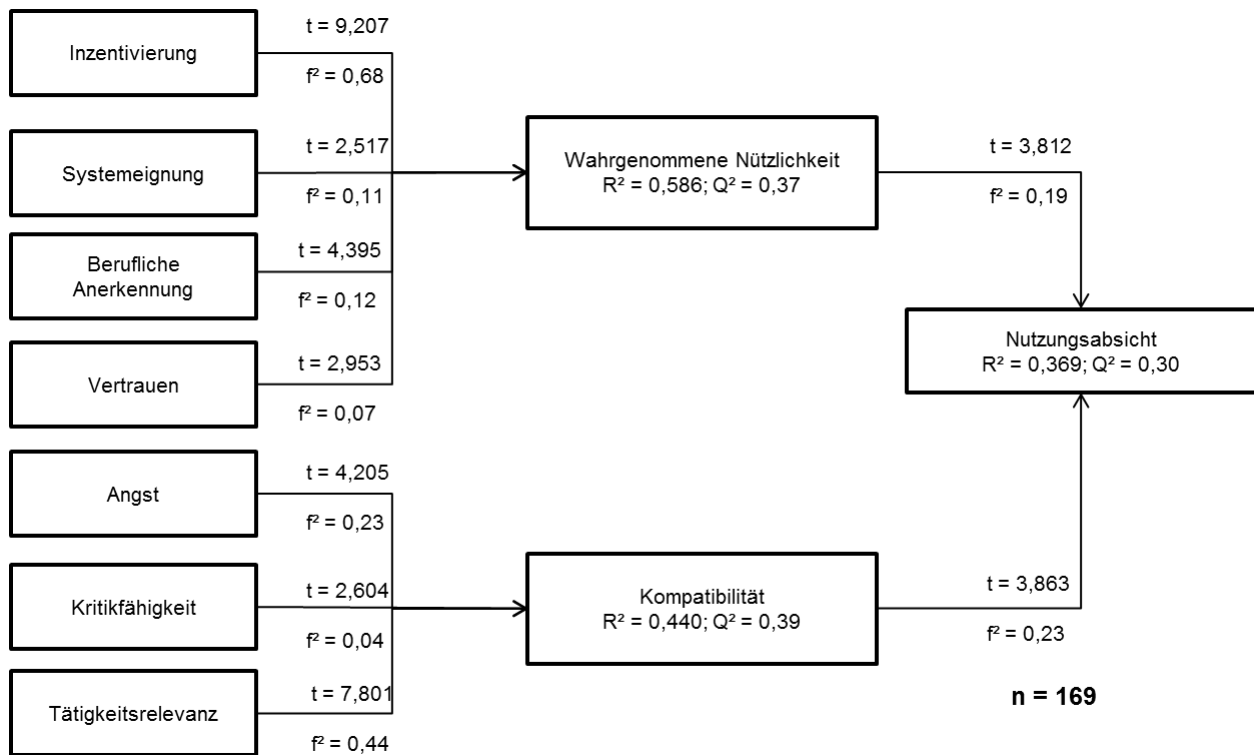 t = 9,207
Inzentivierung
f² = 0,68
t = 2,517
Systemeignung
f² = 0,11
t = 4,395
Berufliche
Anerkennung
f² = 0,12
t = 2,953
Vertrauen
f² = 0,07
Wahrgenommene Nützlichkeit
R² = 0,586; Q² = 0,37
t = 3,812
f² = 0,19
Nutzungsabsicht
R² = 0,369; Q² = 0,30
t = 4,205
Angst
f² = 0,23
t = 2,604
Kritikfähigkeit
f² = 0,04
t = 7,801
Tätigkeitsrelevanz
f² = 0,44
Kompatibilität
R² = 0,440; Q² = 0,39
t = 3,863
f² = 0,23
n = 169